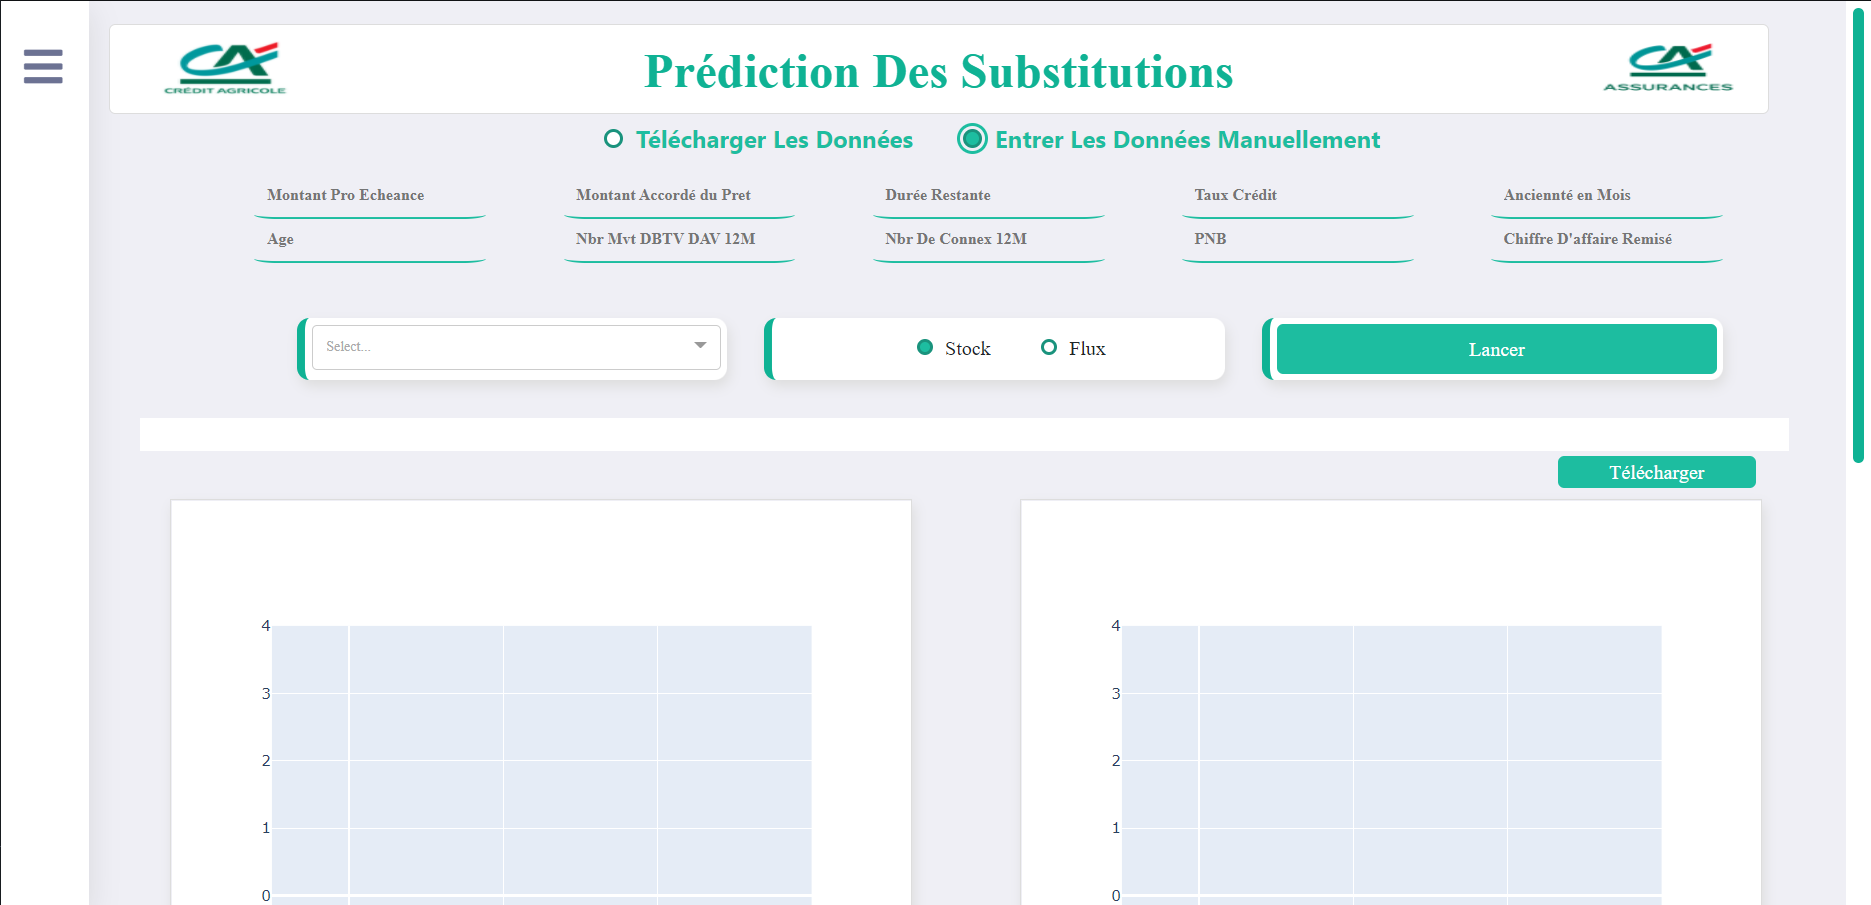 CRÉDIT AGRICOLE
Prédiction Des Substitutions
ASSURANCES
Télécharger Les Données Entrer Les Données Manuellement
Montant Pro Echeance Montant Accordé du Pret Durée Restante Taux Crédit Anciennté en Mois
Age Nbr Mvt DBTV DAV 12M Nbr De Connex 12M PNB Chiffre D'affaire Remisé
Select... Stock Flux Lancer
Télécharger
4 4
3 3
2 2
1 1
0 0